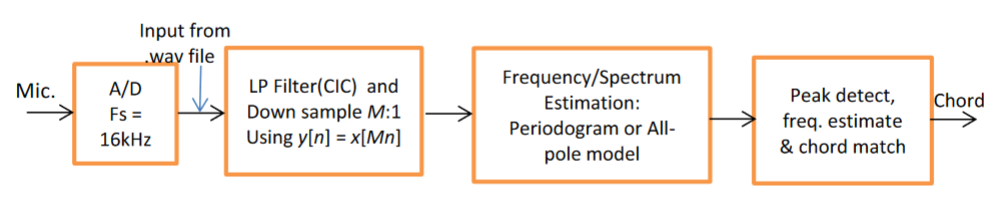 Input from
.wav file
Mic.
A/D
Fs =
16kHz
LP Filter(CIC) and
Down sample M:1
Using y[n] = x[Mn]
Frequency/Spectrum
Estimation:
Periodogram or All-
pole model
Peak detect,
freq. estimate
& chord match
Chord